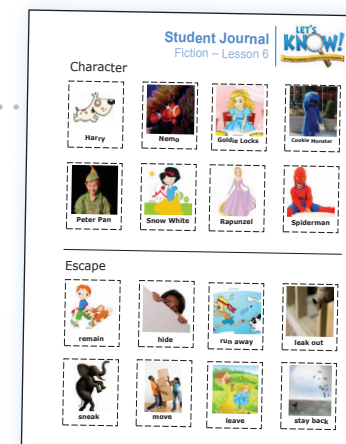 Student Journal
Fiction – Lesson 6
LET'S
KNOW!
Character
Harry
Nemo
Goldie Locks
Cookie Monster
Peter Pan
Snow White
Rapunzel
Spiderman
Escape
remain
hide
run away
leak out
sneak
move
leave
stay back